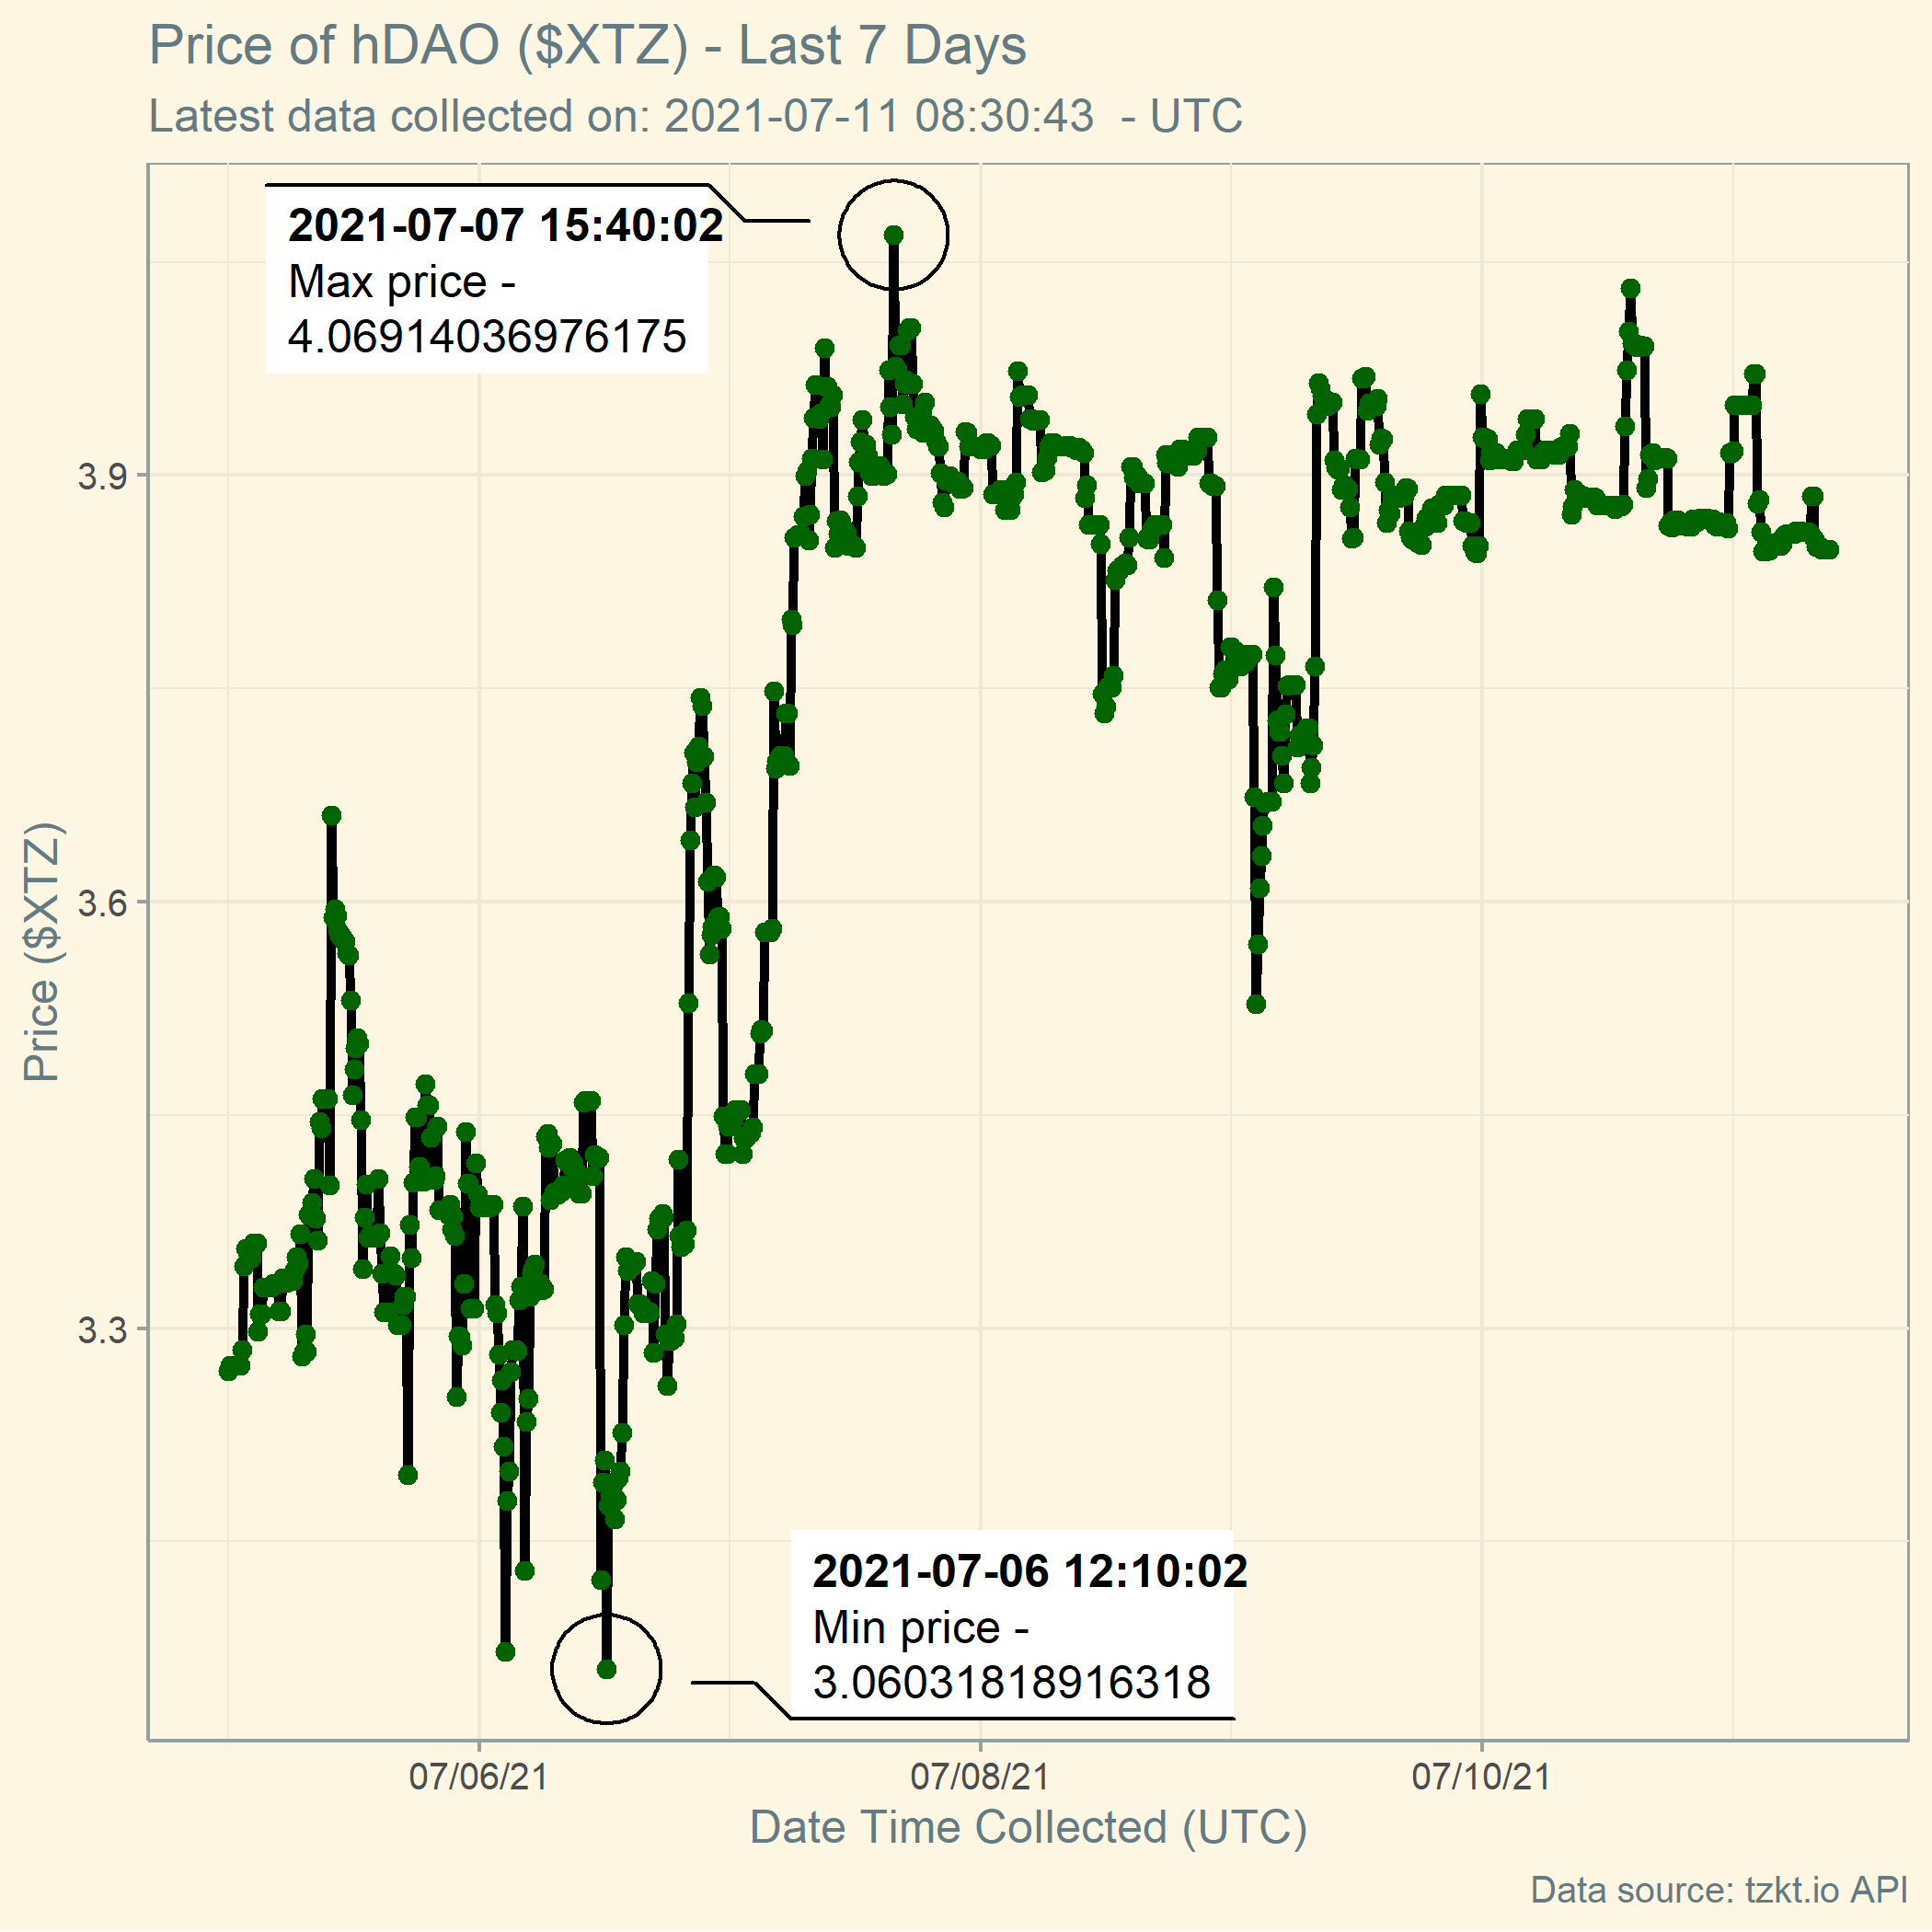 Price of hDAO ($XTZ) - Last 7 Days
Latest data collected on: 2021-07-11 08:30:43  - UTC
2021-07-07 15:40:02
Max price -
4.06914036976175
3.9
3.6
3.3
Price ($XTZ)
2021-07-06 12:10:02
Min price -
3.06031818916318
07/06/21
07/08/21
07/10/21
Date Time Collected (UTC)
Data source: tzkt.io API